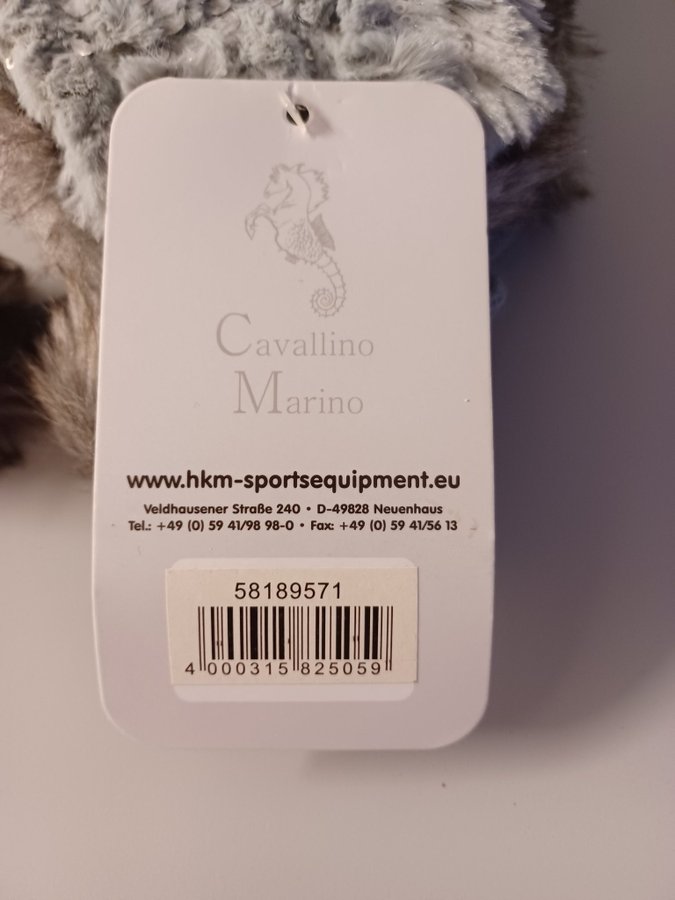 Cavallino
Marino
www.hkm-sportsequipment.eu
Veldhausener Straße 240 • D-49828 Neuenhaus
Tel.: +49 (0) 59 41/98 98-0 • Fax: +49 (0) 59 41/56 13
58189571
4 000315 825059